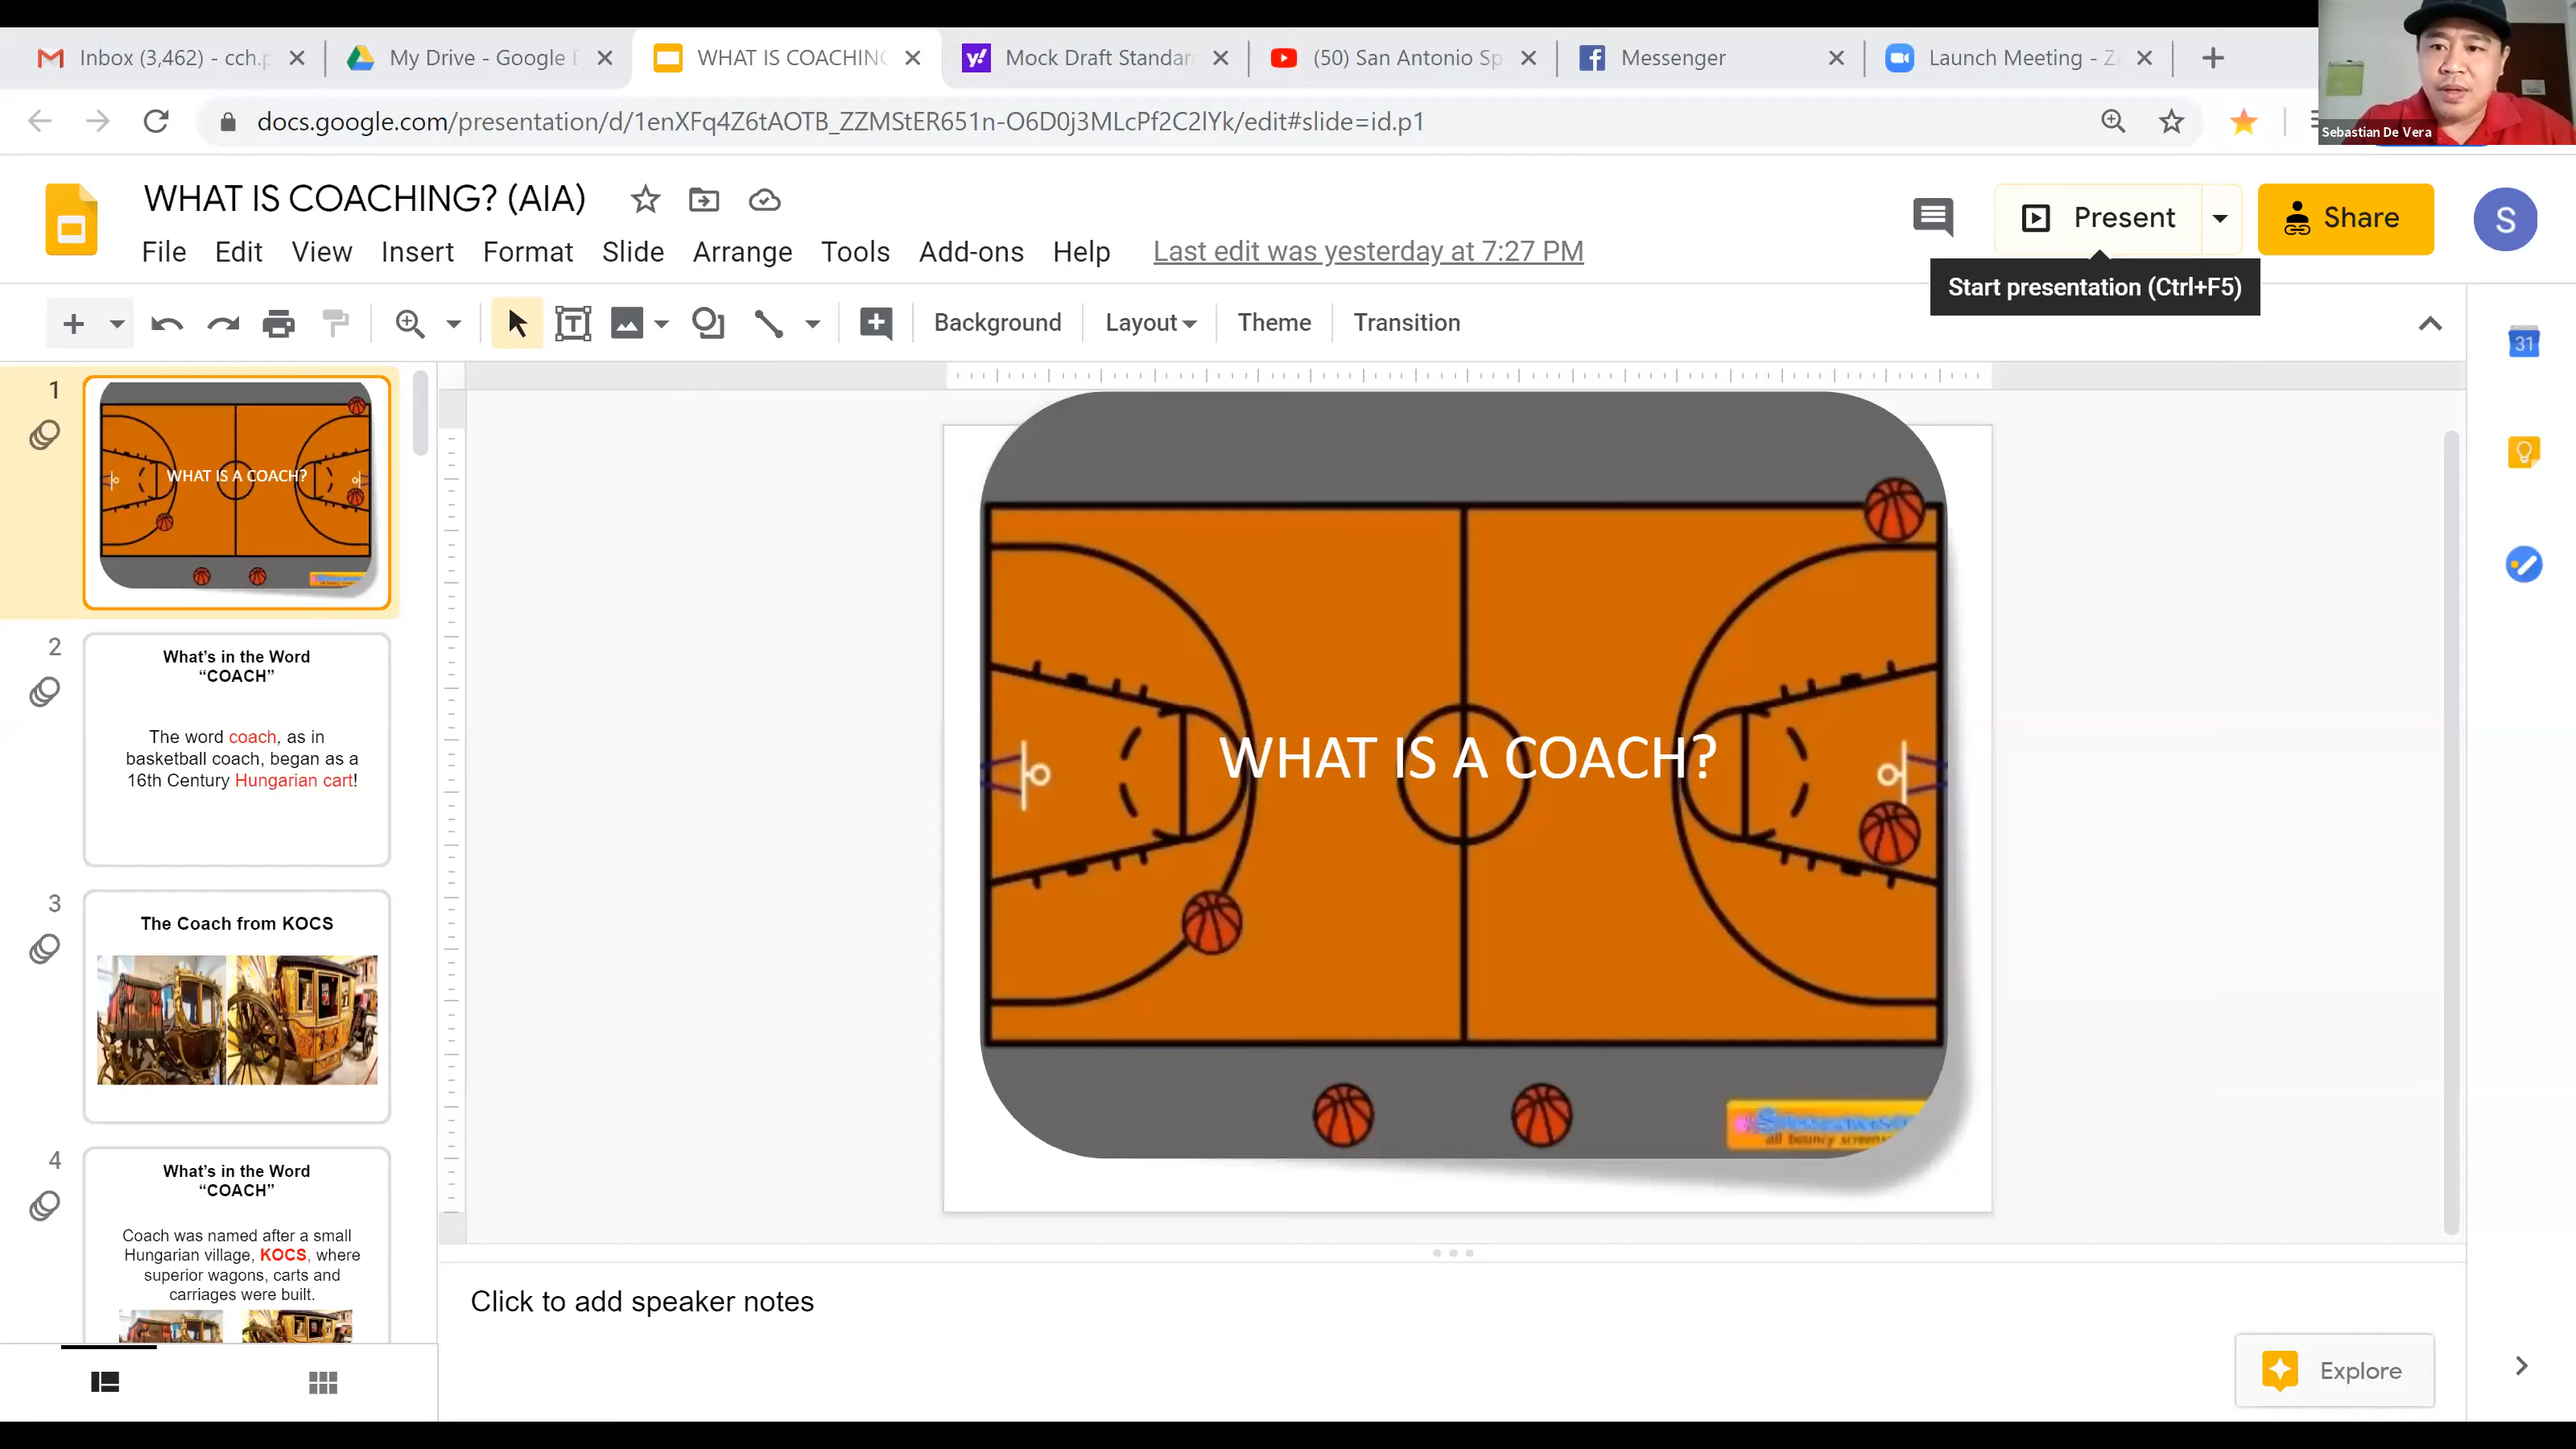 Inbox (3,462) - cch.p
My Drive - Google D
WHAT IS COACHING
Mock Draft Standar
(50) San Antonio Sp
Messenger
Launch Meeting - Z
docs.google.com/presentation/d/1enXFq4Z6tAOTB_ZZMStER651n-O6D0j3MLcPf2C2lYk/edit#slide=id.p1
Sebastian De Vera
WHAT IS COACHING? (AIA)
Present
Share
S
File Edit View Insert Format Slide Arrange Tools Add-ons Help Last edit was yesterday at 7:27 PM
Start presentation (Ctrl+F5)
Background Layout Theme Transition
31
1
WHAT IS A COACH?
2
What's in the Word
“COACH”
The word coach, as in
basketball coach, began as a
16th Century Hungarian cart!
3
The Coach from KOCS
4
What's in the Word
“COACH”
Coach was named after a small
Hungarian village, KOCS, where
superior wagons, carts and
carriages were built.
WHAT IS A COACH?
all bouncy screens
Click to add speaker notes
Explore